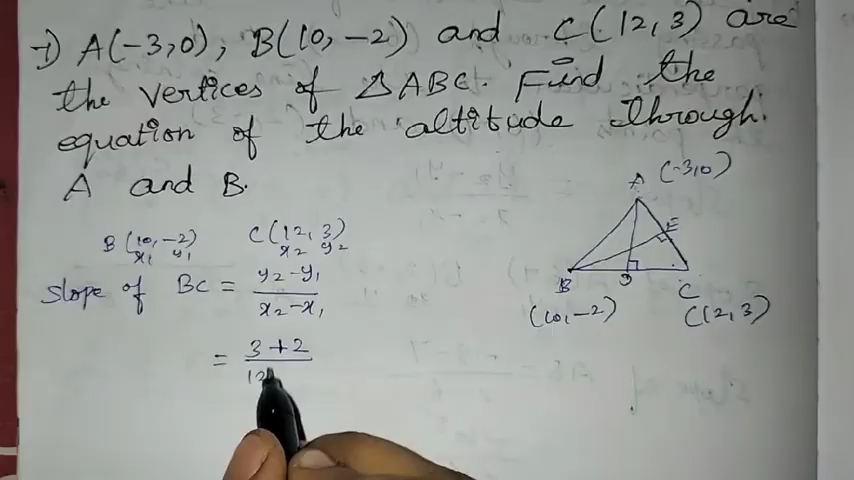 1) A(-3,0), B(10,-2) and C(12,3) are
the vertices of △ABC. Find the
equation of the altitude through
A and B.
A (-3,0)
B(10,-2) C(12,3)
x₁ y₁ x₂ y₂
E
Slope of BC = y₂-y₁ / x₂-x₁
B D C
(10,-2) C(12,3)
= 3+2 / 12